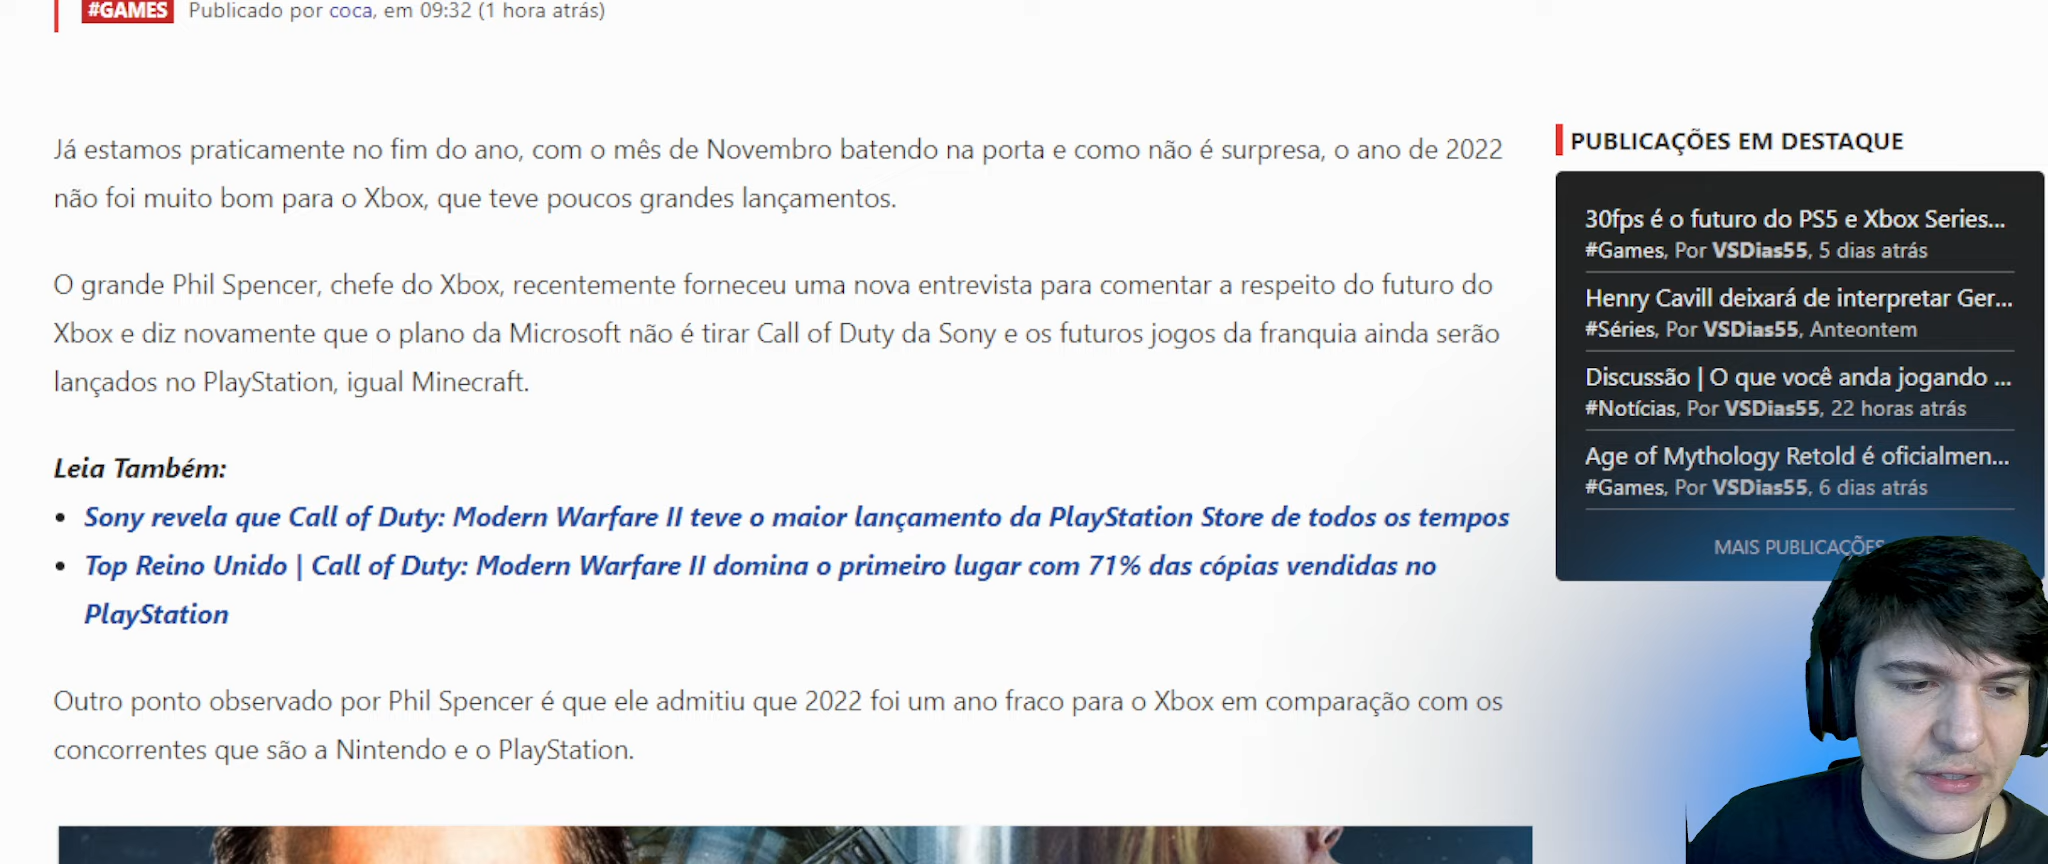 #GAMES Publicado por coca, em 09:32 (1 hora atrás)
Já estamos praticamente no fim do ano, com o mês de Novembro batendo na porta e como não é surpresa, o ano de 2022
não foi muito bom para o Xbox, que teve poucos grandes lançamentos.
O grande Phil Spencer, chefe do Xbox, recentemente forneceu uma nova entrevista para comentar a respeito do futuro do
Xbox e diz novamente que o plano da Microsoft não é tirar Call of Duty da Sony e os futuros jogos da franquia ainda serão
lançados no PlayStation, igual Minecraft.
Leia Também:
• Sony revela que Call of Duty: Modern Warfare II teve o maior lançamento da PlayStation Store de todos os tempos
• Top Reino Unido | Call of Duty: Modern Warfare II domina o primeiro lugar com 71% das cópias vendidas no
PlayStation
Outro ponto observado por Phil Spencer é que ele admitiu que 2022 foi um ano fraco para o Xbox em comparação com os
concorrentes que são a Nintendo e o PlayStation.
PUBLICAÇÕES EM DESTAQUE
30fps é o futuro do PS5 e Xbox Series...
#Games, Por VSDias55, 5 dias atrás
Henry Cavill deixará de interpretar Ger...
#Séries, Por VSDias55, Anteontem
Discussão | O que você anda jogando ...
#Notícias, Por VSDias55, 22 horas atrás
Age of Mythology Retold é oficialmen...
#Games, Por VSDias55, 6 dias atrás
MAIS PUBLICAÇÕES